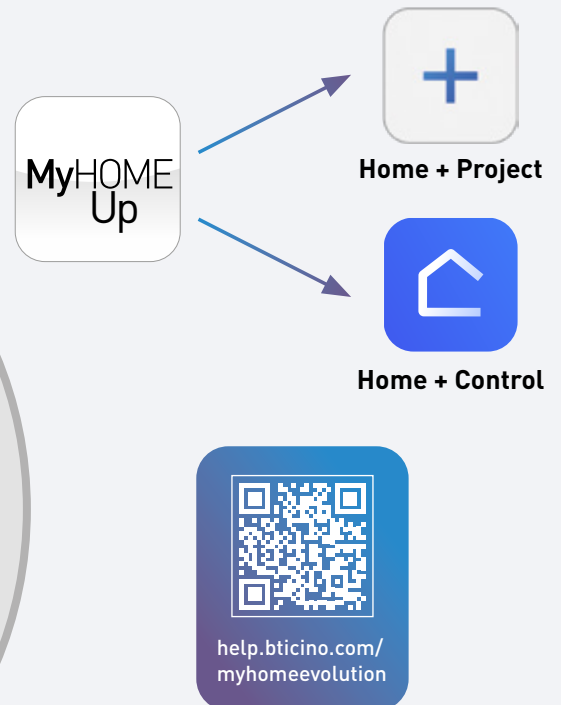 MyHOME
Up
Home + Project
Home + Control
help.bticino.com/
myhomeevolution